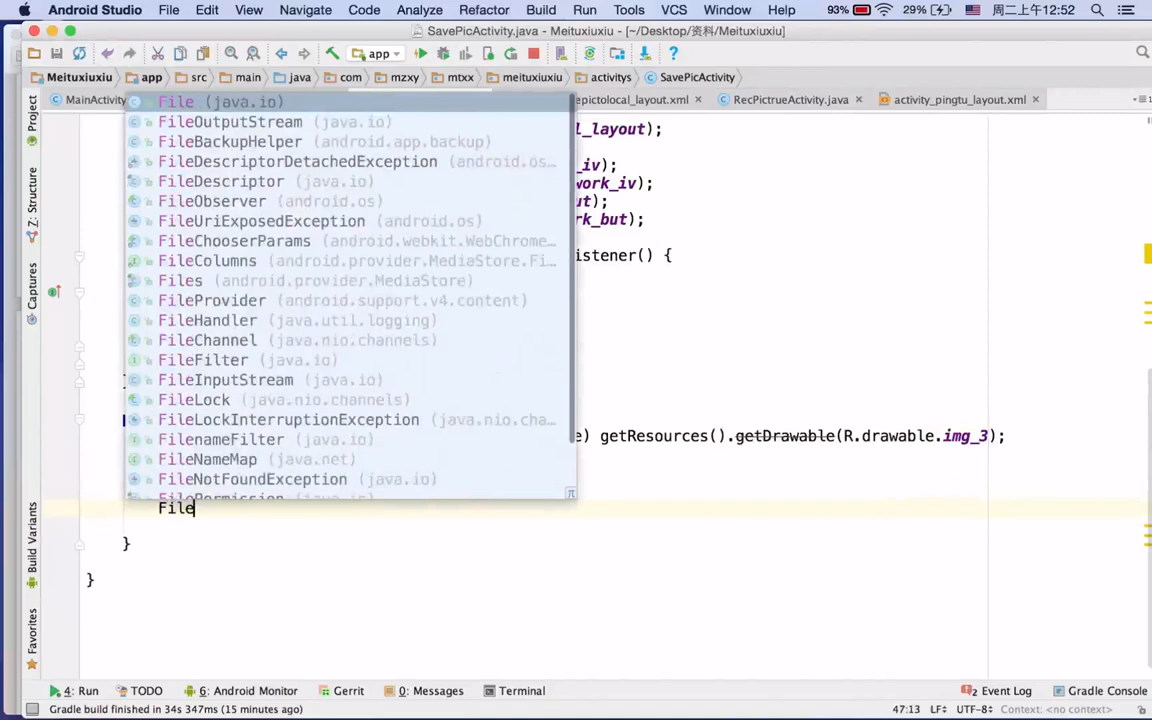 Android Studio File Edit View Navigate Code Analyze Refactor Build Run Tools VCS Window Help 93% 29% 周二上午12:52
SavePicActivity.java - Meituxiuxiu - [~/Desktop/资料/Meituxiuxiu]
app
Meituxiuxiu app src main java com mzxy mtxx meituxiuxiu activitys SavePicActivity
MainActivity epictolocal_layout.xml RecPictrueActivity.java activity_pingtu_layout.xml
1: Project
7: Structure
Captures
Build Variants
Favorites
File (java.io)
FileOutputStream (java.io)
FileBackupHelper (android.app.backup)
FileDescriptorDetachedException (android.os…
FileDescriptor (java.io)
FileObserver (android.os)
FileUriExposedException (android.os)
FileChooserParams (android.webkit.WebChrome…
FileColumns (android.provider.MediaStore.Fi…
Files (android.provider.MediaStore)
FileProvider (android.support.v4.content)
FileHandler (java.util.logging)
FileChannel (java.nio.channels)
FileFilter (java.io)
FileInputStream (java.io)
FileLock (java.nio.channels)
FileLockInterruptionException (java.nio.cha…
FilenameFilter (java.io)
FileNameMap (java.net)
FileNotFoundException (java.io)
FilePermission (java.io)
π
l_layout);
_iv);
work_iv);
ut);
rk_but);
istener() {
e) getResources().getDrawable(R.drawable.img_3);
File
}
}
4: Run TODO 6: Android Monitor Gerrit 0: Messages Terminal 2 Event Log Gradle Console
Gradle build finished in 34s 347ms (15 minutes ago) 47:13 LF÷ UTF-8÷ Context: <no context>